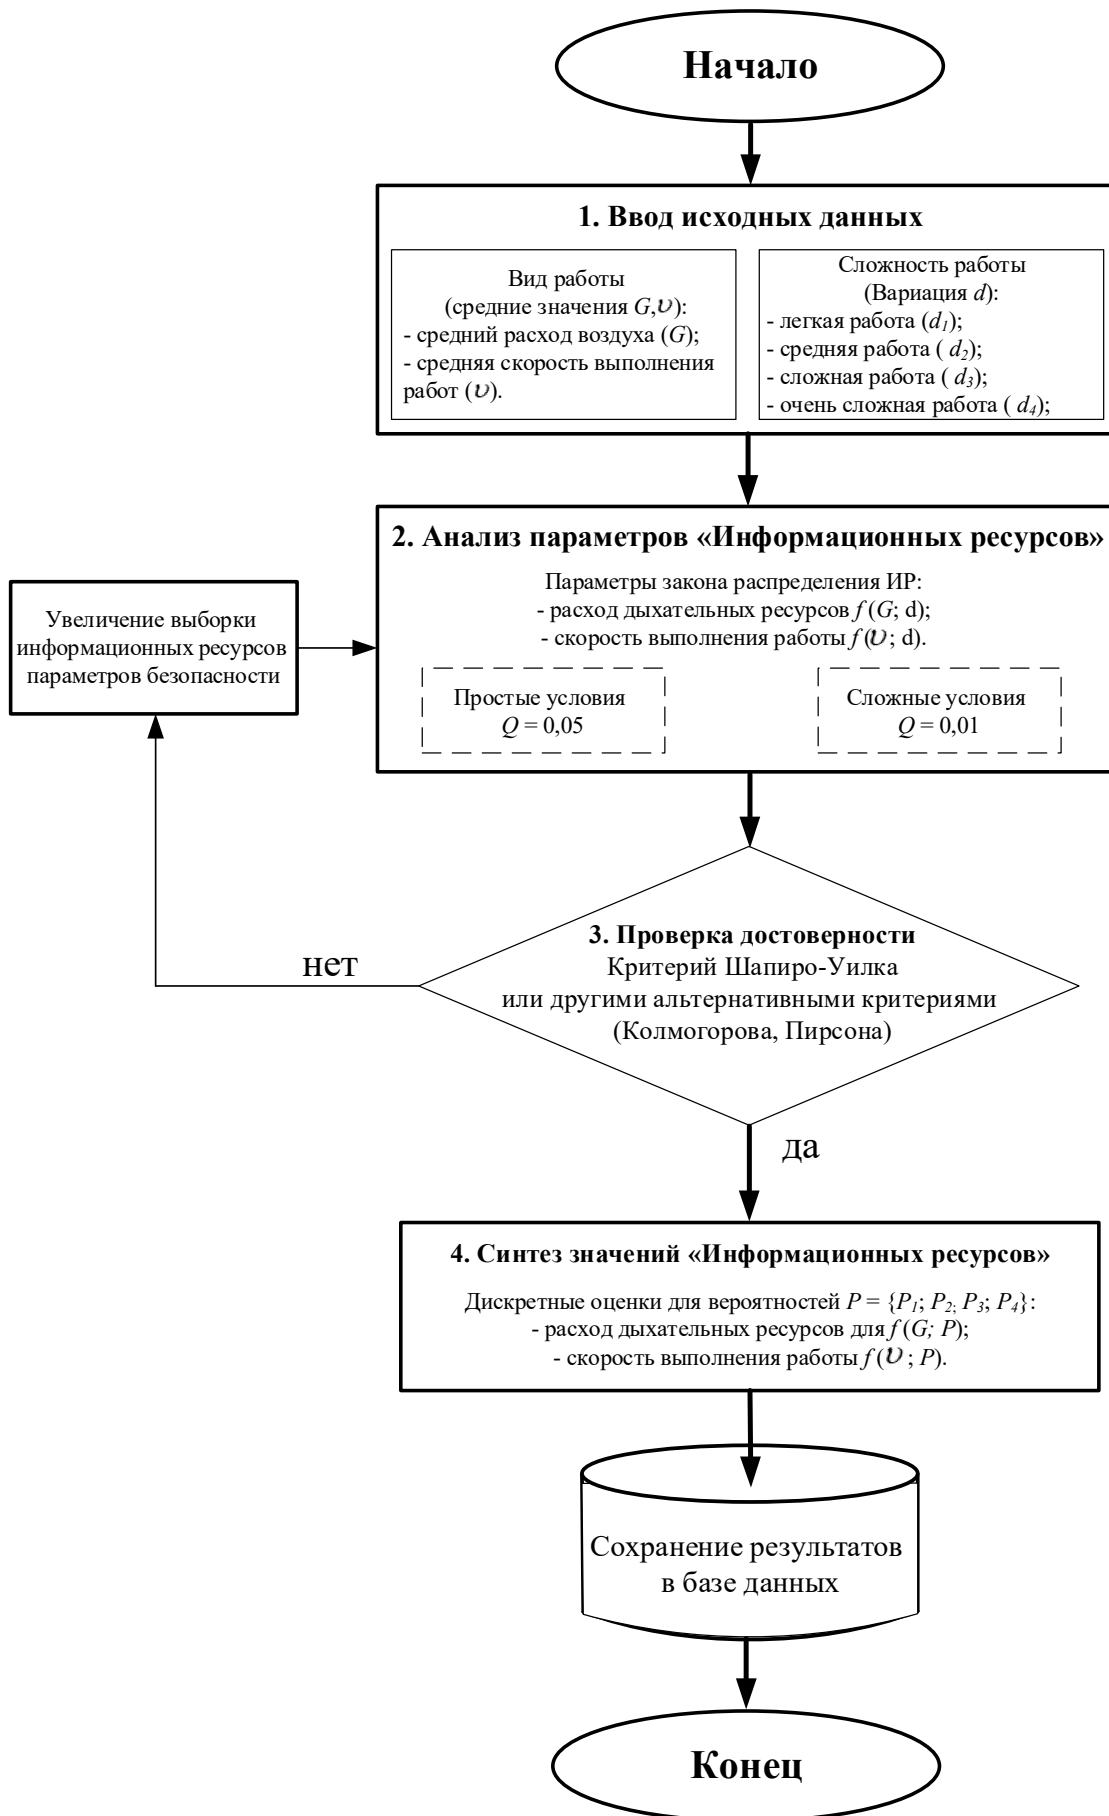 Начало
1. Ввод исходных данных
Вид работы
(средние значения G,υ):
- средний расход воздуха (G);
- средняя скорость выполнения
работ (υ).
Сложность работы
(Вариация d):
- легкая работа (d1);
- средняя работа ( d2);
- сложная работа ( d3);
- очень сложная работа ( d4);
2. Анализ параметров «Информационных ресурсов»
Параметры закона распределения ИР:
- расход дыхательных ресурсов f (G; d);
- скорость выполнения работы f (υ ; d).
Простые условия
Q = 0,05
Сложные условия
Q = 0,01
Увеличение выборки
информационных ресурсов
параметров безопасности
3. Проверка достоверности
Критерий Шапиро-Уилка
или другими альтернативными критериями
(Колмогорова, Пирсона)
нет
да
4. Синтез значений «Информационных ресурсов»
Дискретные оценки для вероятностей P = {P1; P2; P3; P4}:
- расход дыхательных ресурсов для f (G; P);
- скорость выполнения работы f (υ ; P).
Сохранение результатов
в базе данных
Конец